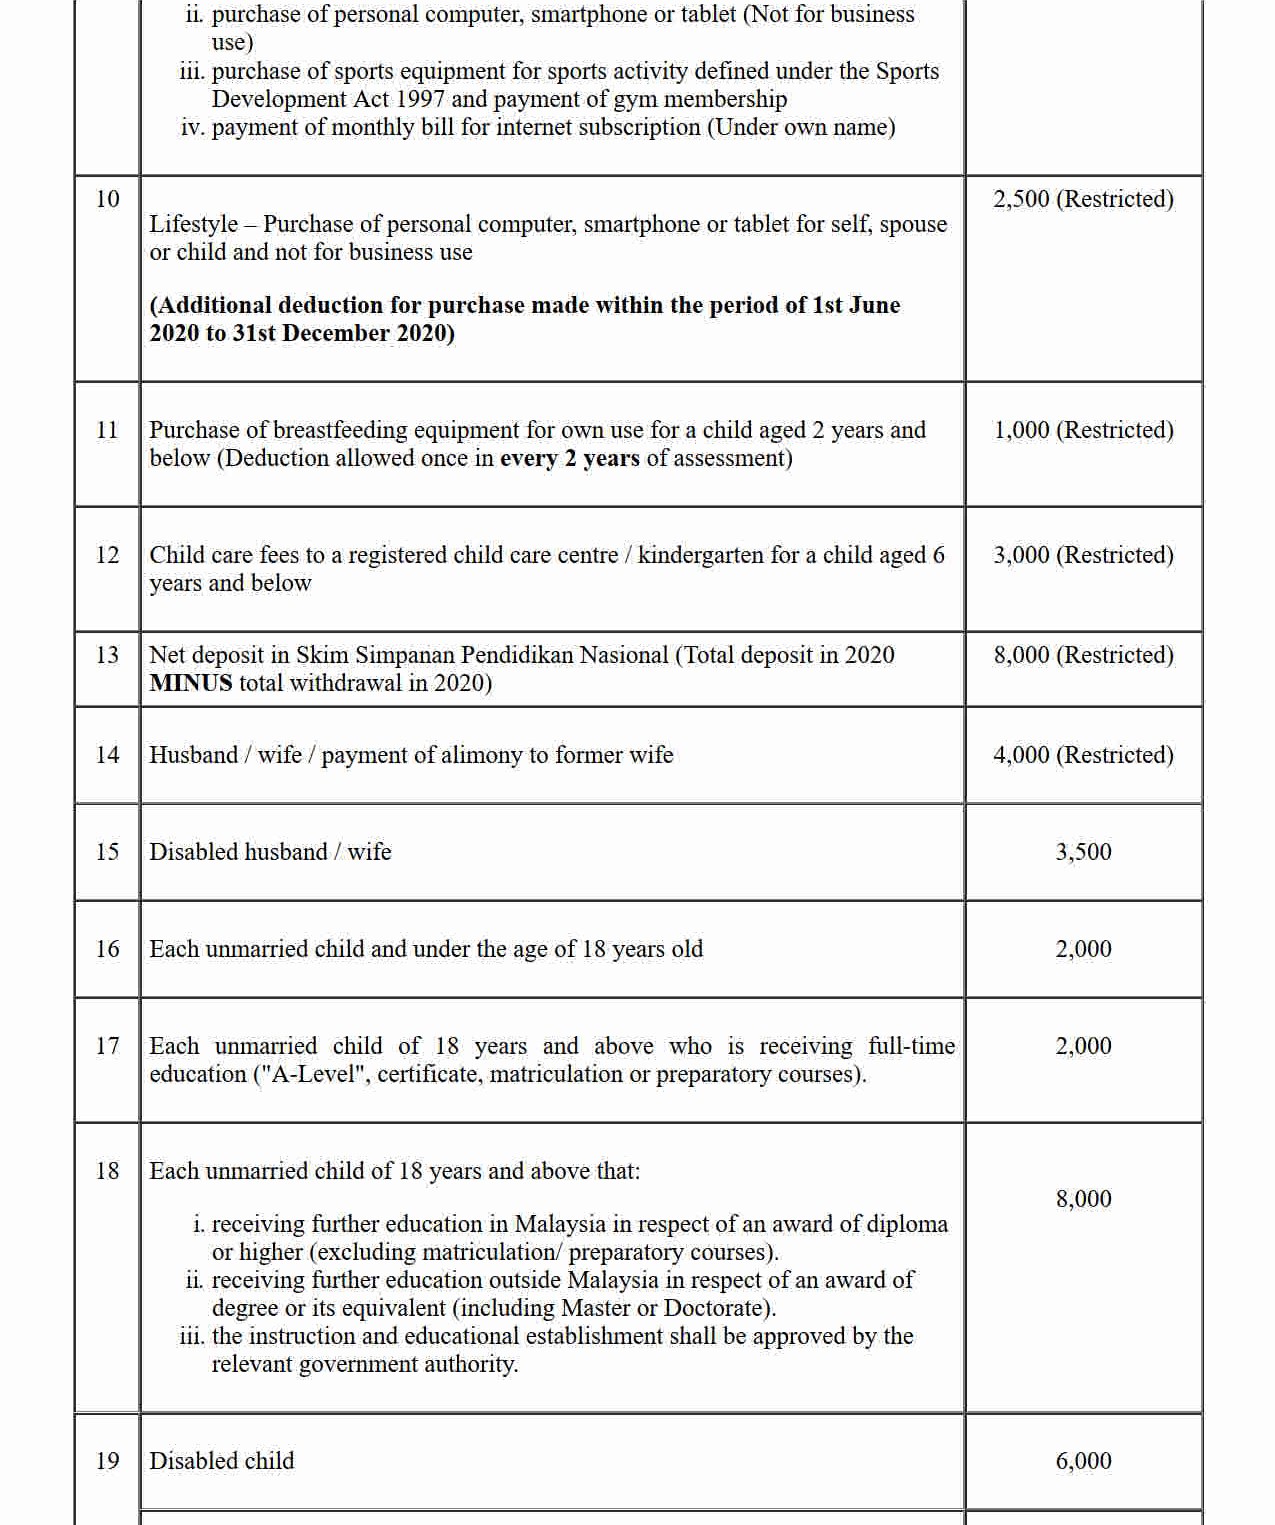 ii. purchase of personal computer, smartphone or tablet (Not for business
use)
iii. purchase of sports equipment for sports activity defined under the Sports
Development Act 1997 and payment of gym membership
iv. payment of monthly bill for internet subscription (Under own name)
10
2,500 (Restricted)
Lifestyle – Purchase of personal computer, smartphone or tablet for self, spouse
or child and not for business use
(Additional deduction for purchase made within the period of 1st June
2020 to 31st December 2020)
11 Purchase of breastfeeding equipment for own use for a child aged 2 years and 1,000 (Restricted)
below (Deduction allowed once in every 2 years of assessment)
12 Child care fees to a registered child care centre / kindergarten for a child aged 6 3,000 (Restricted)
years and below
13 Net deposit in Skim Simpanan Pendidikan Nasional (Total deposit in 2020 8,000 (Restricted)
MINUS total withdrawal in 2020)
14 Husband / wife / payment of alimony to former wife 4,000 (Restricted)
15 Disabled husband / wife 3,500
16 Each unmarried child and under the age of 18 years old 2,000
17 Each unmarried child of 18 years and above who is receiving full-time 2,000
education ("A-Level", certificate, matriculation or preparatory courses).
18 Each unmarried child of 18 years and above that:
8,000
i. receiving further education in Malaysia in respect of an award of diploma
or higher (excluding matriculation/ preparatory courses).
ii. receiving further education outside Malaysia in respect of an award of
degree or its equivalent (including Master or Doctorate).
iii. the instruction and educational establishment shall be approved by the
relevant government authority.
19 Disabled child 6,000